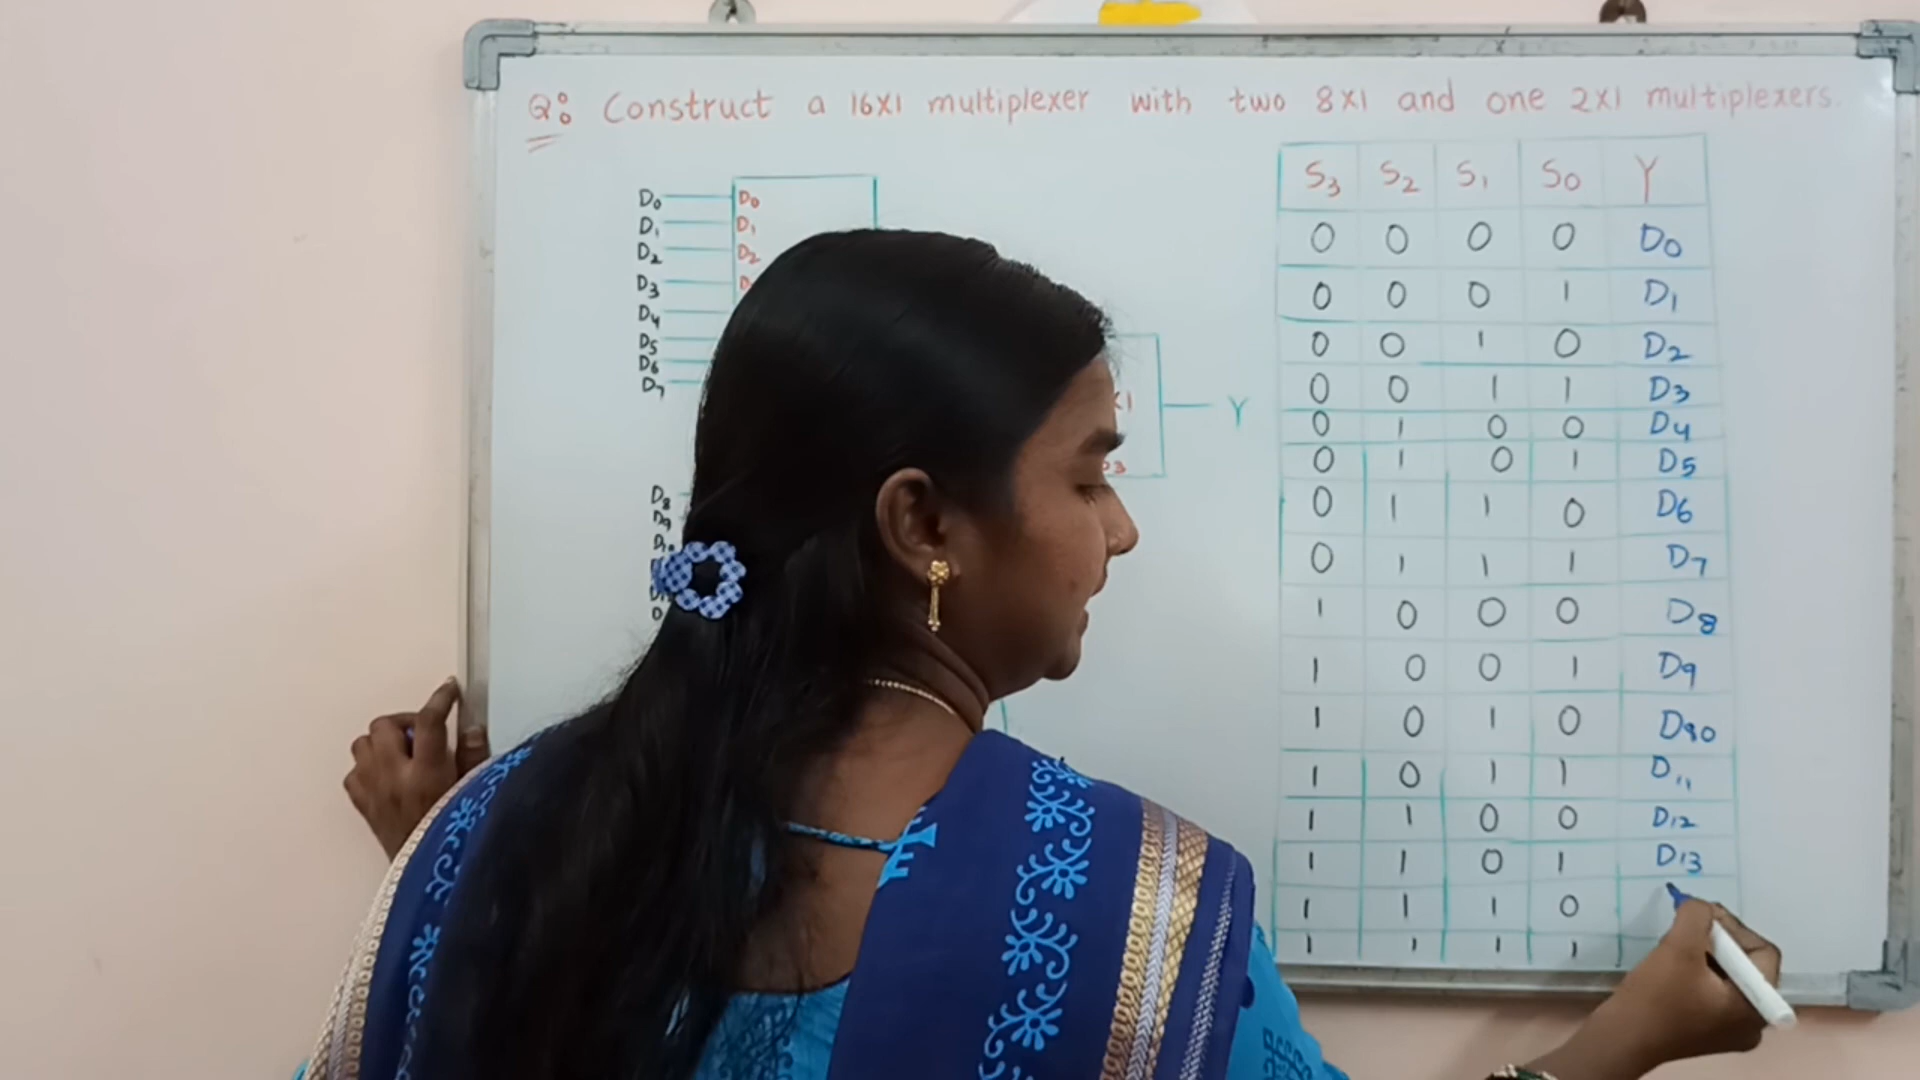 Q: Construct a 16X1 multiplexer with two 8X1 and one 2X1 multiplexers.
D0 D0
D1 D1
D2 D2
D3
D4
D5
D6
D7
X1
Y
D8
D9
S3 S2 S1 S0 Y
0 0 0 0 D0
0 0 0 1 D1
0 0 1 0 D2
0 0 1 1 D3
0 1 0 0 D4
0 1 0 1 D5
0 1 1 0 D6
0 1 1 1 D7
1 0 0 0 D8
1 0 0 1 D9
1 0 1 0 D10
1 0 1 1 D11
1 1 0 0 D12
1 1 0 1 D13
1 1 1 0
1 1 1 1